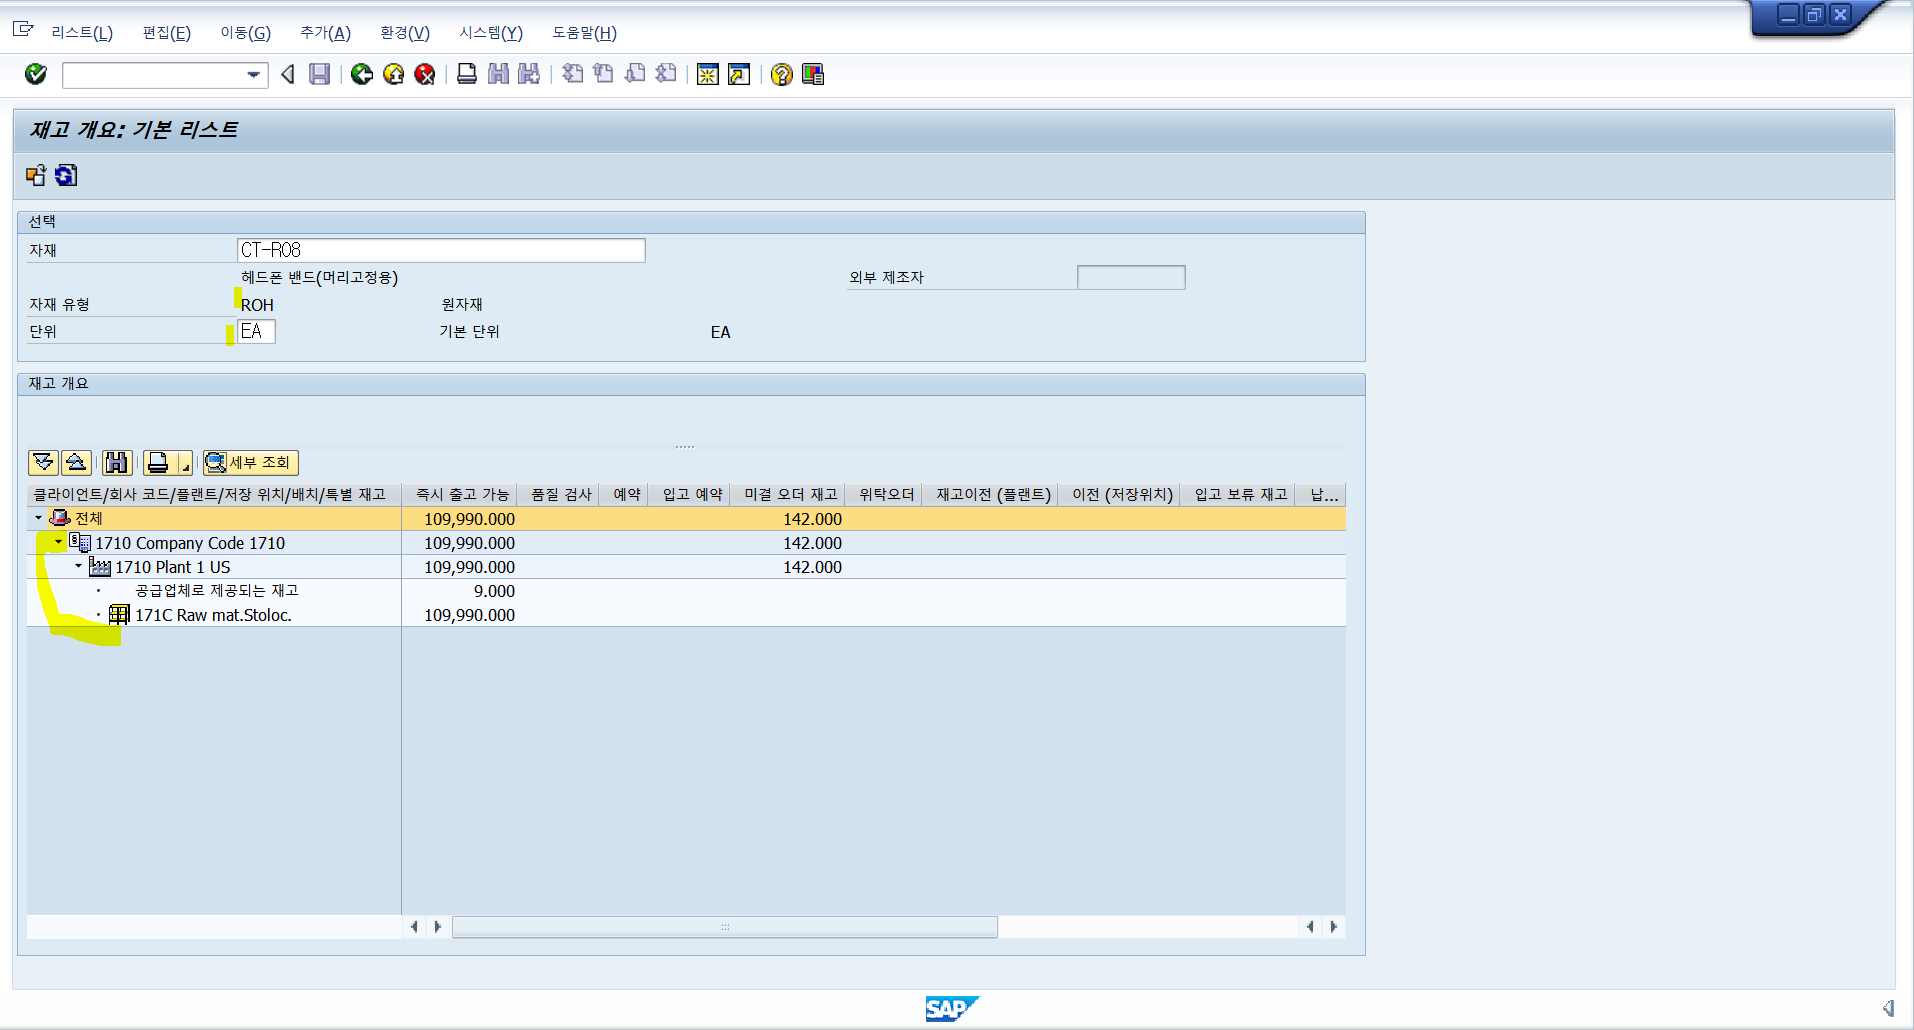 리스트(L) 편집(E) 이동(G) 추가(A) 환경(V) 시스템(Y) 도움말(H)
재고 개요: 기본 리스트
선택
자재 CT-R08
헤드폰 밴드(머리고정용) 외부 제조자
자재 유형 ROH 원자재
단위 EA 기본 단위 EA
재고 개요
세부 조회
클라이언트/회사 코드/플랜트/저장 위치/배치/특별 재고 즉시 출고 가능 품질 검사 예약 입고 예약 미결 오더 재고 위탁오더 재고이전 (플랜트) 이전 (저장위치) 입고 보류 재고 납...
전체 109,990.000 142.000
1710 Company Code 1710 109,990.000 142.000
1710 Plant 1 US 109,990.000 142.000
공급업체로 제공되는 재고 9.000
171C Raw mat.Stoloc. 109,990.000
SAP